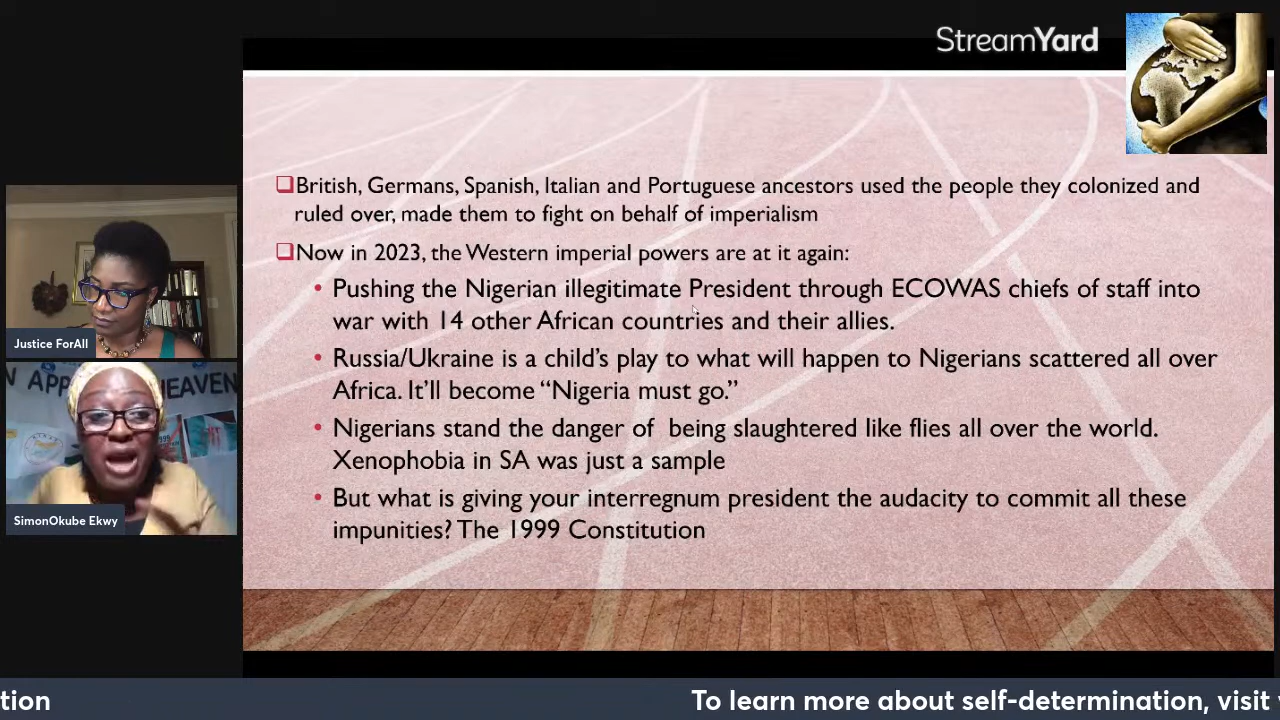 StreamYard
❑British, Germans, Spanish, Italian and Portuguese ancestors used the people they colonized and
ruled over, made them to fight on behalf of imperialism
❑Now in 2023, the Western imperial powers are at it again:
• Pushing the Nigerian illegitimate President through ECOWAS chiefs of staff into
war with 14 other African countries and their allies.
• Russia/Ukraine is a child's play to what will happen to Nigerians scattered all over
Africa. It'll become “Nigeria must go.”
• Nigerians stand the danger of  being slaughtered like flies all over the world.
Xenophobia in SA was just a sample
• But what is giving your interregnum president the audacity to commit all these
impunities? The 1999 Constitution
Justice ForAll
N APP HEAVEN
SimonOkube Ekwy
tion To learn more about self-determination, visit